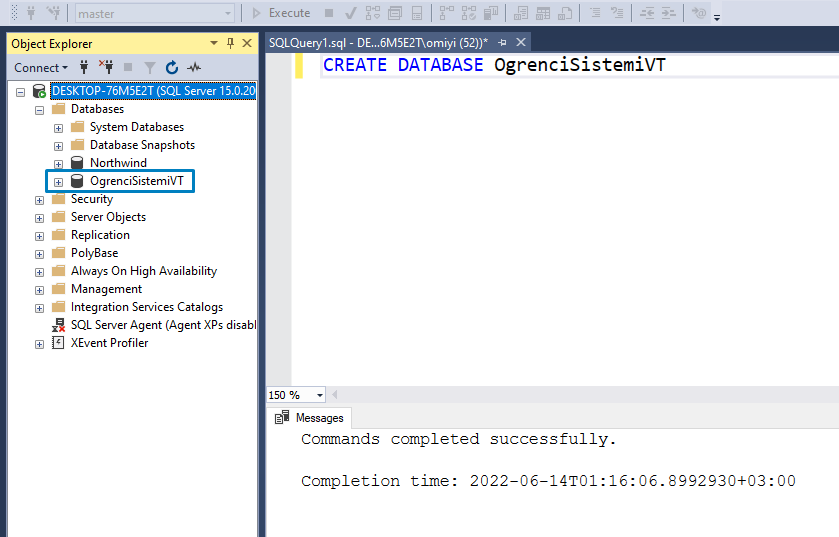 master
Execute
Object Explorer
SQLQuery1.sql - DE...6M5E2T\omiyi (52))*
Connect
CREATE DATABASE OgrenciSistemiVT
DESKTOP-76M5E2T (SQL Server 15.0.20
Databases
System Databases
Database Snapshots
Northwind
OgrenciSistemiVT
Security
Server Objects
Replication
PolyBase
Always On High Availability
Management
Integration Services Catalogs
SQL Server Agent (Agent XPs disabl
XEvent Profiler
150 %
Messages
Commands completed successfully.
Completion time: 2022-06-14T01:16:06.8992930+03:00